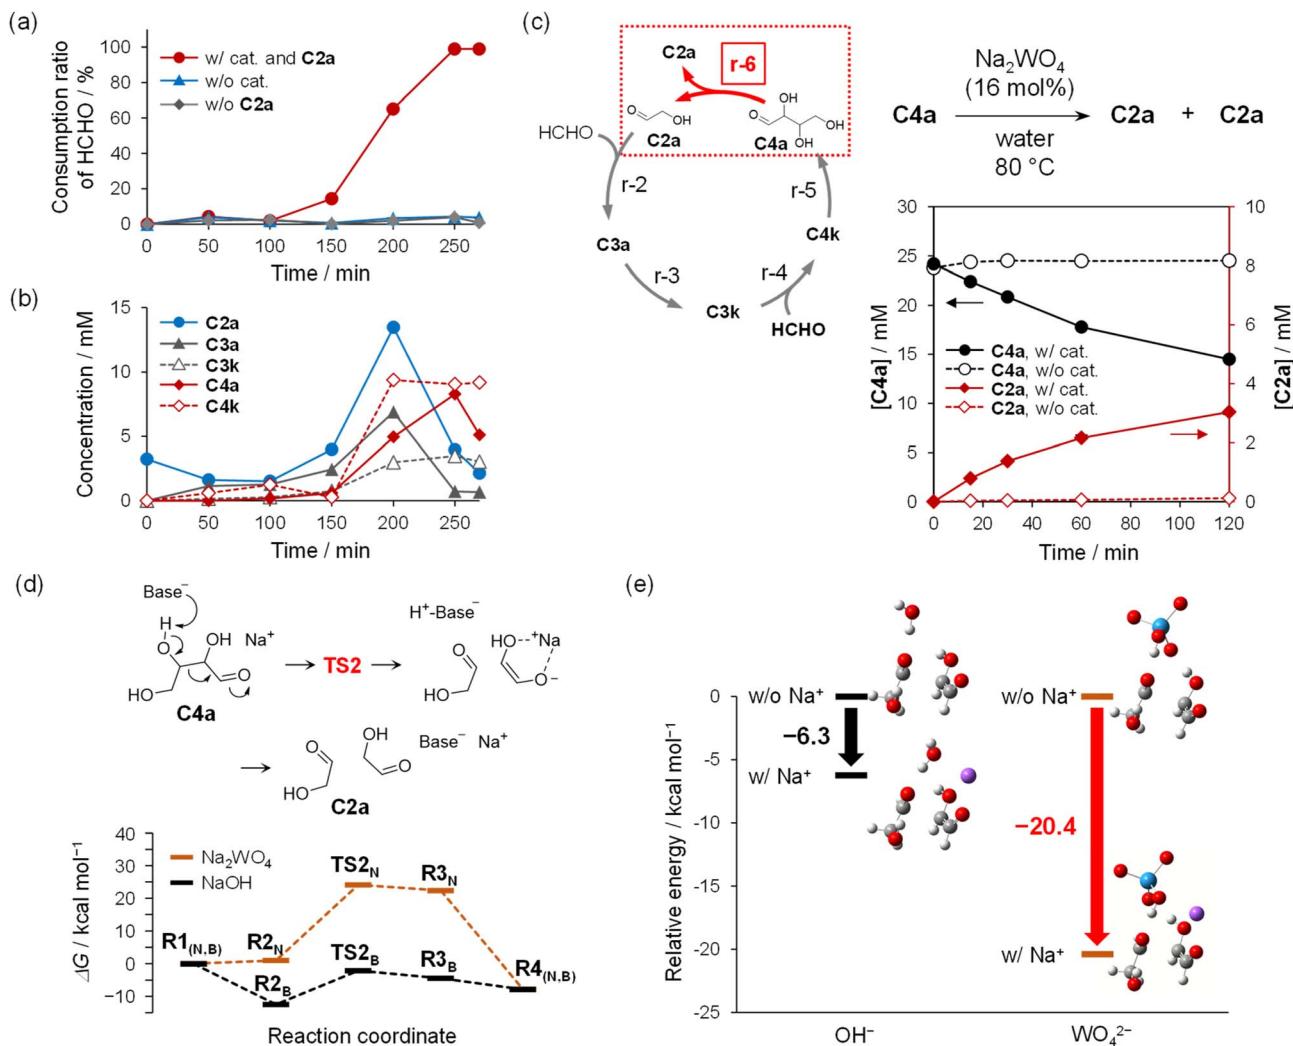 (a)
Consumption ratio
of HCHO / %
100
80
60
40
20
0
w/ cat. and C2a
w/o cat.
w/o C2a
0 50 100 150 200 250
Time / min
(b)
Concentration / mM
15
10
5
0
C2a
C3a
C3k
C4a
C4k
0 50 100 150 200 250
Time / min
(c)
C2a
r-6
OH
O
C2a
OH
O
OH
OH
C4a
HCHO
r-2
r-5
C3a
C4k
r-3
r-4
C3k
HCHO
C4a
Na₂WO₄
(16 mol%)
water
80 °C
C2a + C2a
[C4a] / mM
30
25
20
15
10
5
0
C4a, w/ cat.
C4a, w/o cat.
C2a, w/ cat.
C2a, w/o cat.
10
8
6
4
2
0
[C2a] / mM
0 20 40 60 80 100 120
Time / min
(d)
Base⁻
H
O
OH
Na⁺
HO
O
C4a
TS2
H⁺-Base⁻
O
HO
HO
⁺Na
O⁻
O
HO
OH
O
Base⁻ Na⁺
C2a
ΔG / kcal mol⁻¹
40
30
20
10
0
−10
Na₂WO₄
NaOH
R1(N,B)
R2N
TS2N
R3N
R2B
TS2B
R3B
R4(N,B)
Reaction coordinate
(e)
Relative energy / kcal mol⁻¹
0
-5
-10
-15
-20
-25
w/o Na⁺
−6.3
w/ Na⁺
w/o Na⁺
−20.4
w/ Na⁺
OH⁻
WO₄²⁻